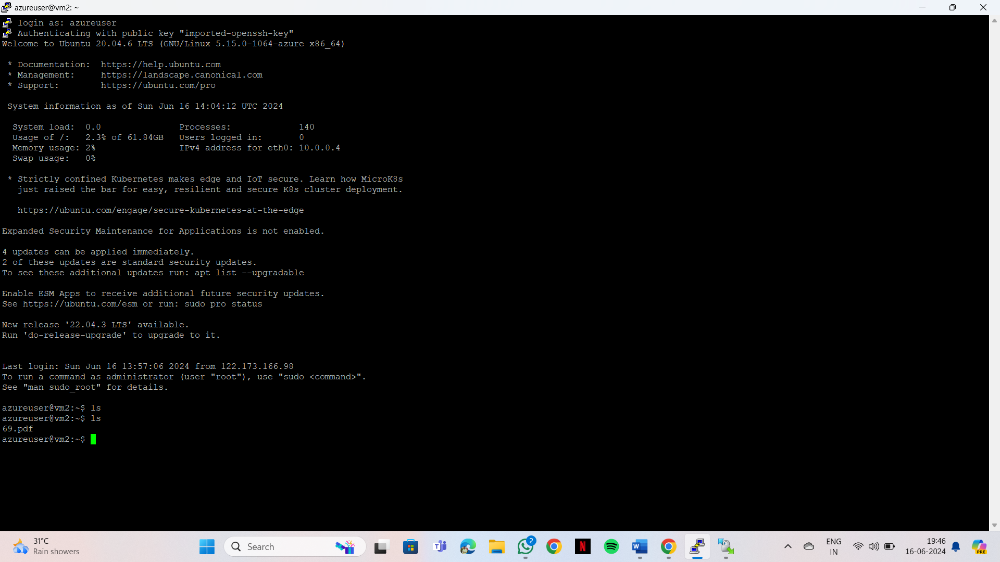 azureuser@vm2: ~
login as: azureuser
Authenticating with public key "imported-openssh-key"
Welcome to Ubuntu 20.04.6 LTS (GNU/Linux 5.15.0-1064-azure x86_64)
* Documentation:  https://help.ubuntu.com
* Management:     https://landscape.canonical.com
* Support:        https://ubuntu.com/pro
System information as of Sun Jun 16 14:04:12 UTC 2024
System load:  0.0               Processes:             140
Usage of /:   2.3% of 61.84GB   Users logged in:       0
Memory usage: 2%                IPv4 address for eth0: 10.0.0.4
Swap usage:   0%
* Strictly confined Kubernetes makes edge and IoT secure. Learn how MicroK8s
just raised the bar for easy, resilient and secure K8s cluster deployment.
https://ubuntu.com/engage/secure-kubernetes-at-the-edge
Expanded Security Maintenance for Applications is not enabled.
4 updates can be applied immediately.
2 of these updates are standard security updates.
To see these additional updates run: apt list --upgradable
Enable ESM Apps to receive additional future security updates.
See https://ubuntu.com/esm or run: sudo pro status
New release '22.04.3 LTS' available.
Run 'do-release-upgrade' to upgrade to it.
Last login: Sun Jun 16 13:57:06 2024 from 122.173.166.98
To run a command as administrator (user "root"), use "sudo <command>".
See "man sudo_root" for details.
azureuser@vm2:~$ ls
azureuser@vm2:~$ ls
69.pdf
azureuser@vm2:~$
31°C
Rain showers
Search
2
N
W
ENG
IN
19:46
16-06-2024
PRE